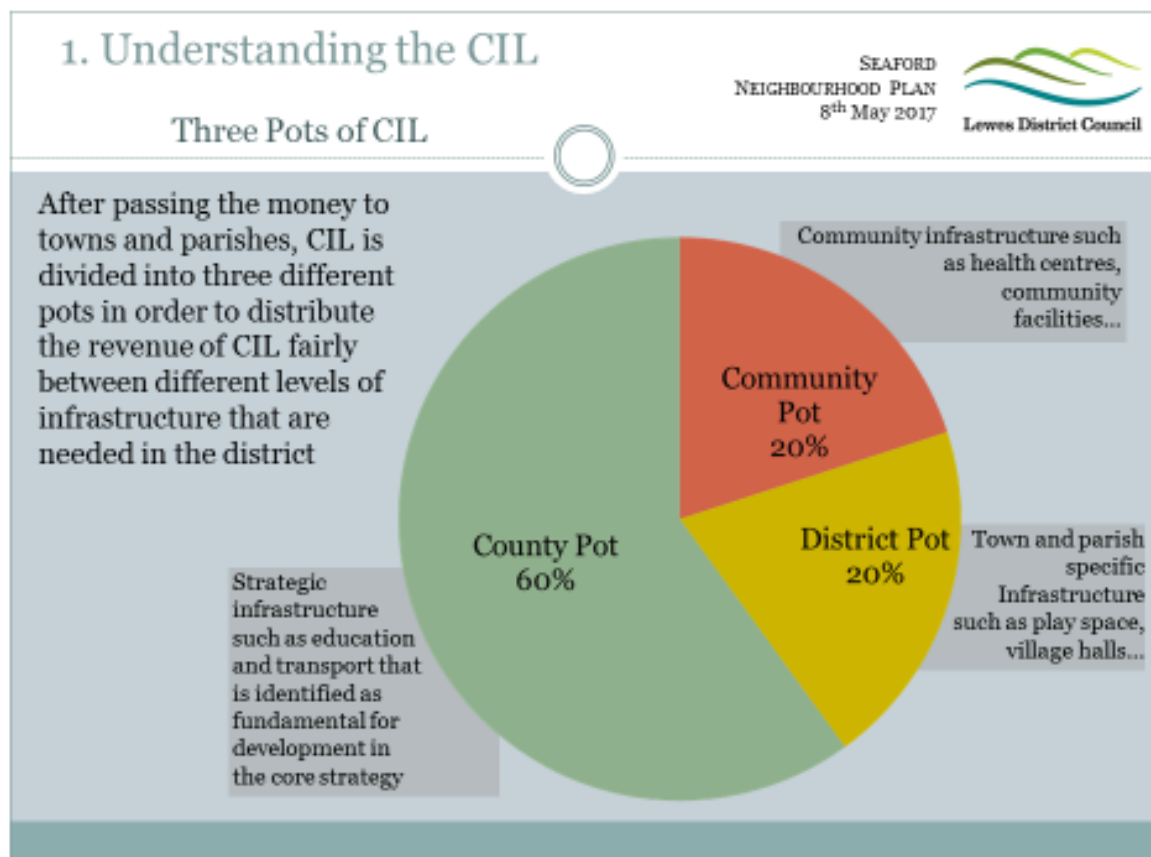 1. Understanding the CIL
Three Pots of CIL
SEAFORD
NEIGHBOURHOOD PLAN
8th May 2017
Lewes District Council
After passing the money to
towns and parishes, CIL is
divided into three different
pots in order to distribute
the revenue of CIL fairly
between different levels of
infrastructure that are
needed in the district
Community infrastructure such
as health centres,
community
facilities...
Community
Pot
20%
District Pot
20%
Town and parish
specific
Infrastructure
such as play space,
village halls...
County Pot
60%
Strategic
infrastructure
such as education
and transport that
is identified as
fundamental for
development in
the core strategy